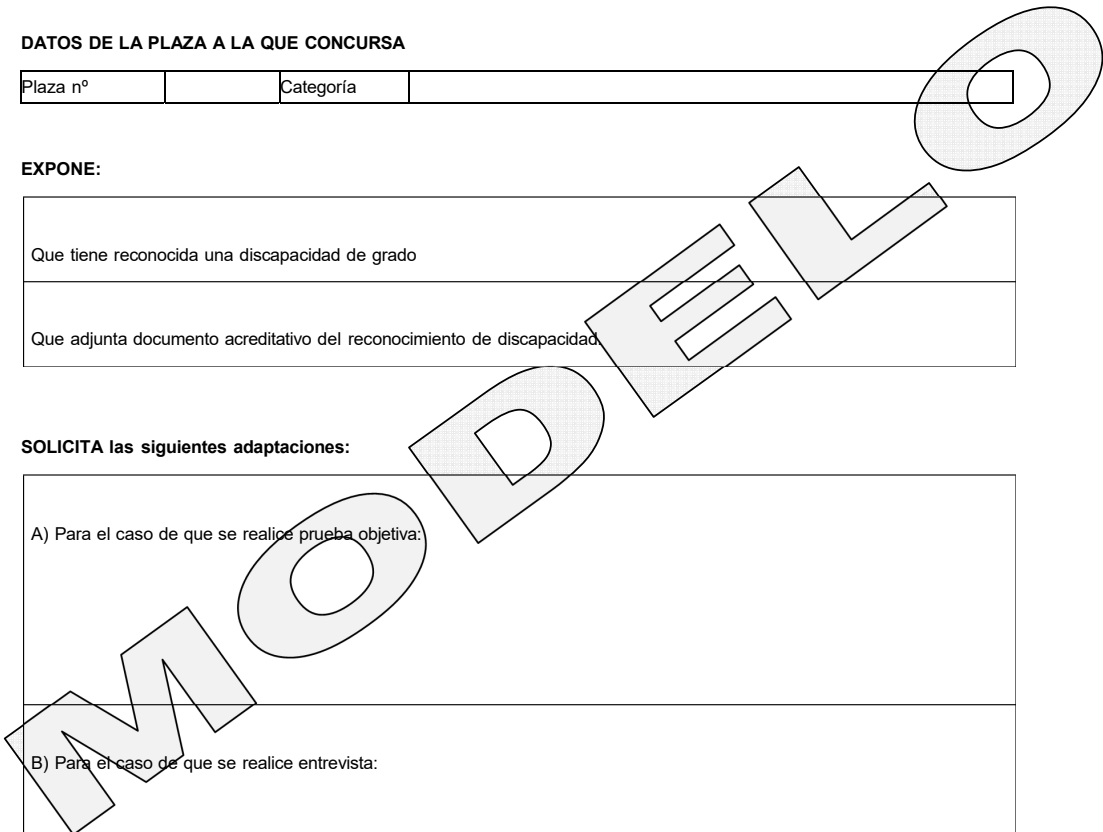 DATOS DE LA PLAZA A LA QUE CONCURSA
Plaza nº Categoría
EXPONE:
Que tiene reconocida una discapacidad de grado
Que adjunta documento acreditativo del reconocimiento de discapacidad.
SOLICITA las siguientes adaptaciones:
A) Para el caso de que se realice prueba objetiva:
B) Para el caso de que se realice entrevista:
MODELO